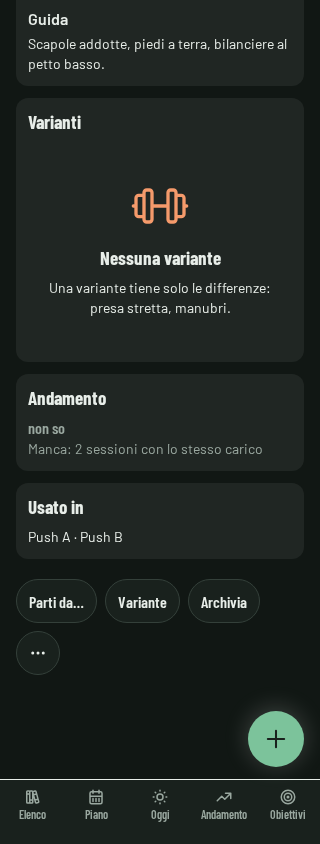 Guida
Scapole addotte, piedi a terra, bilanciere al
petto basso.
Varianti
Nessuna variante
Una variante tiene solo le differenze:
presa stretta, manubri.
Andamento
non so
Manca: 2 sessioni con lo stesso carico
Usato in
Push A · Push B
Parti da... Variante Archivia
...
Elenco Piano Oggi Andamento Obiettivi